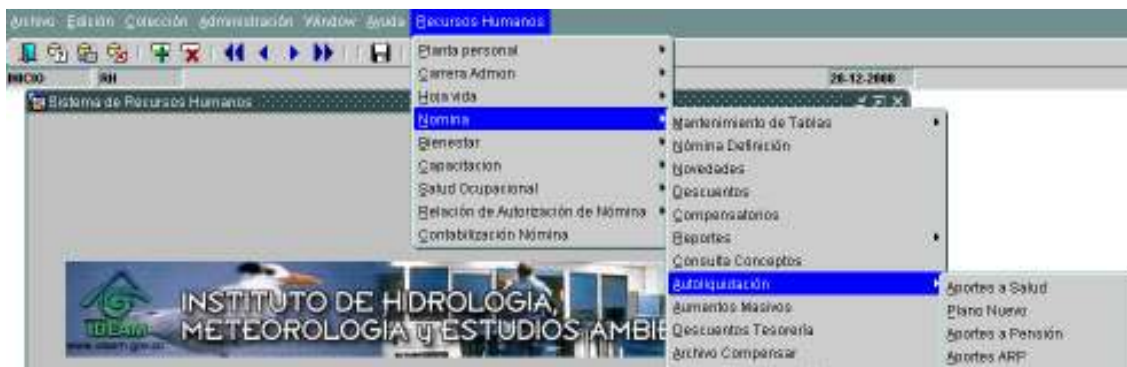 Archivo Edición Colección Administración Window Ayuda Recursos Humanos
INICIO RH 20-12-2000
Sistema de Recursos Humanos
Planta personal
Carrera Admon
Hoja vida
Nomina
Bienestar
Capacitacion
Salud Ocupacional
Relación de Autorización de Nómina
Contabilización Nómina
Mantenimiento de Tablas
Nómina Definición
Novedades
Descuentos
Compensatorios
Reportes
Consulta Conceptos
Autoliquidación
Aumentos Masivos
Descuentos Tesorería
Archivo Compensar
Aportes a Salud
Plano Nuevo
Aportes a Pensión
Aportes ARP
IDEAM
INSTITUTO DE HIDROLOGIA,
METEOROLOGIA y ESTUDIOS AMBIE